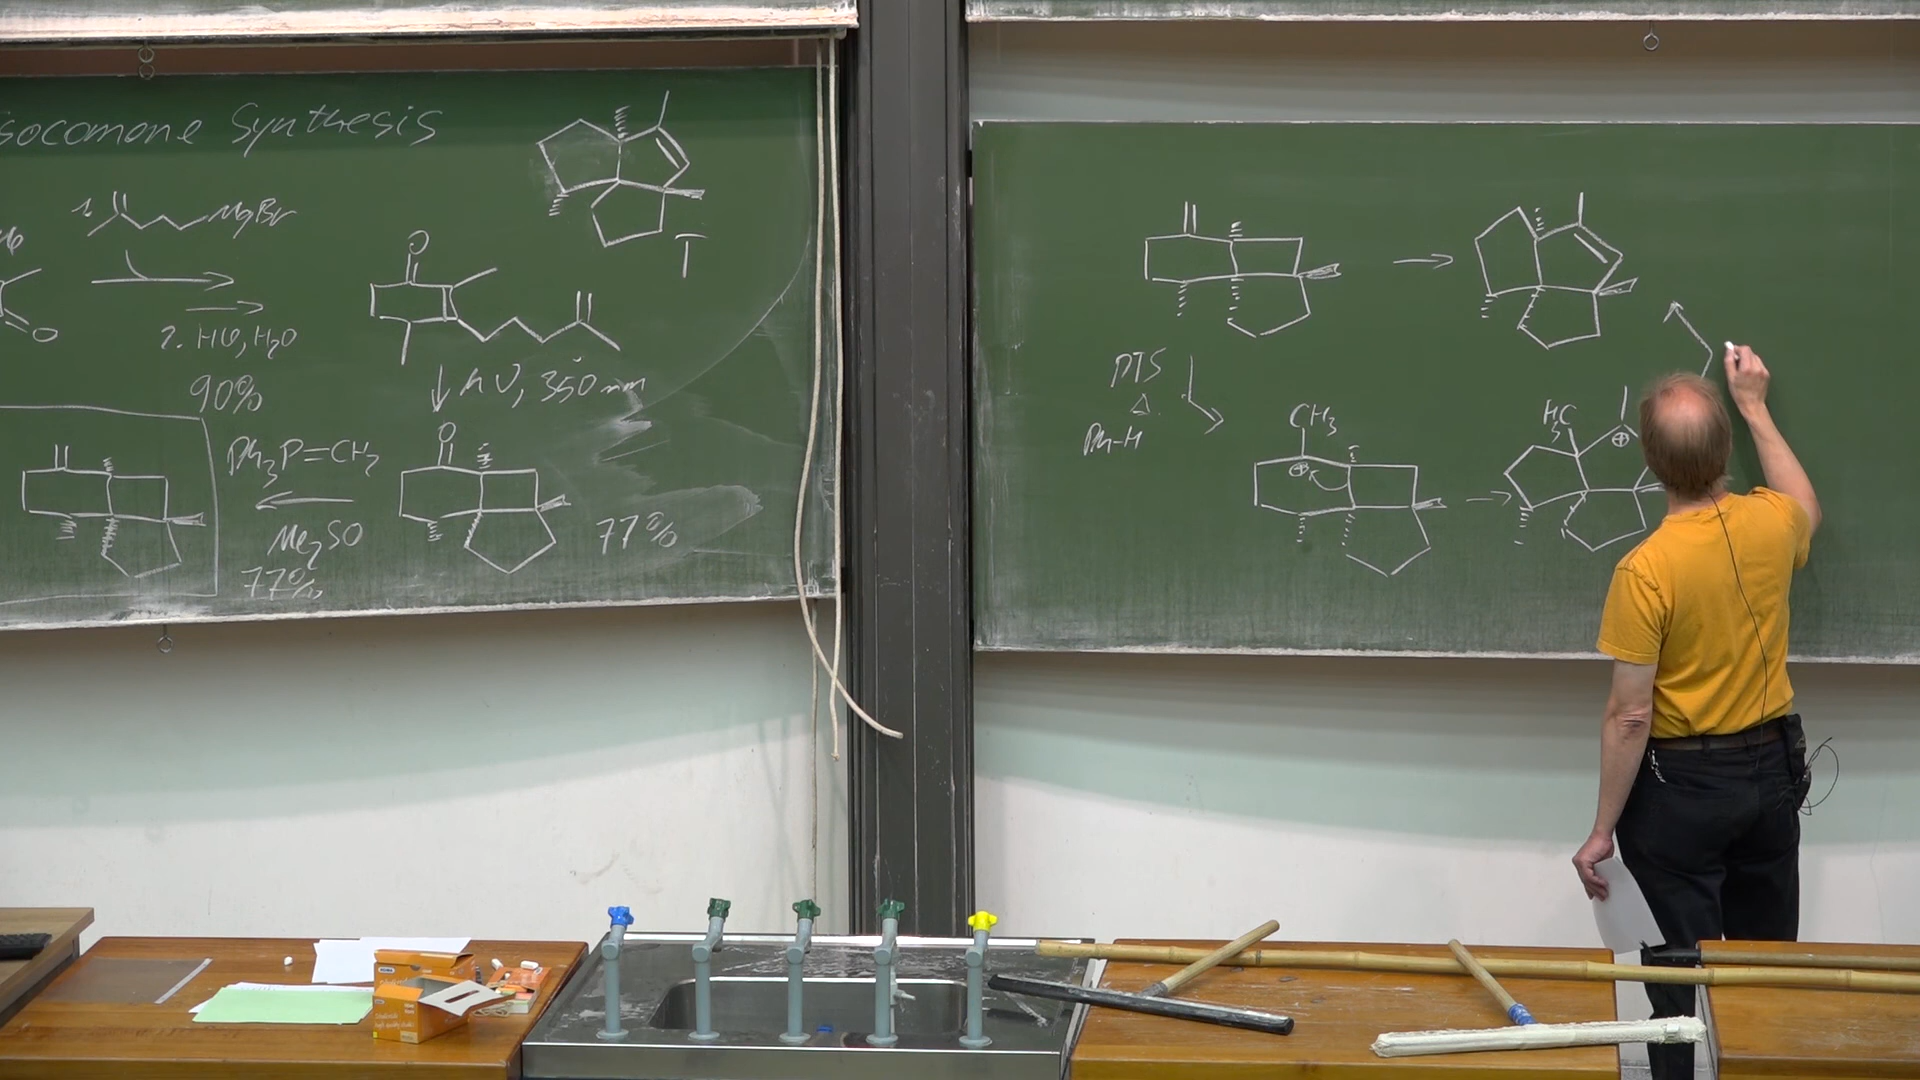 socomone Synthesis
1. MgBr
O
2. HCl, H2O
90%
O
T
hν, 350 nm
Ph3P=CH2
Me2SO
77%
O
77%
PTS
Δ
Ph-H
CH3
⊕
H3C
⊕